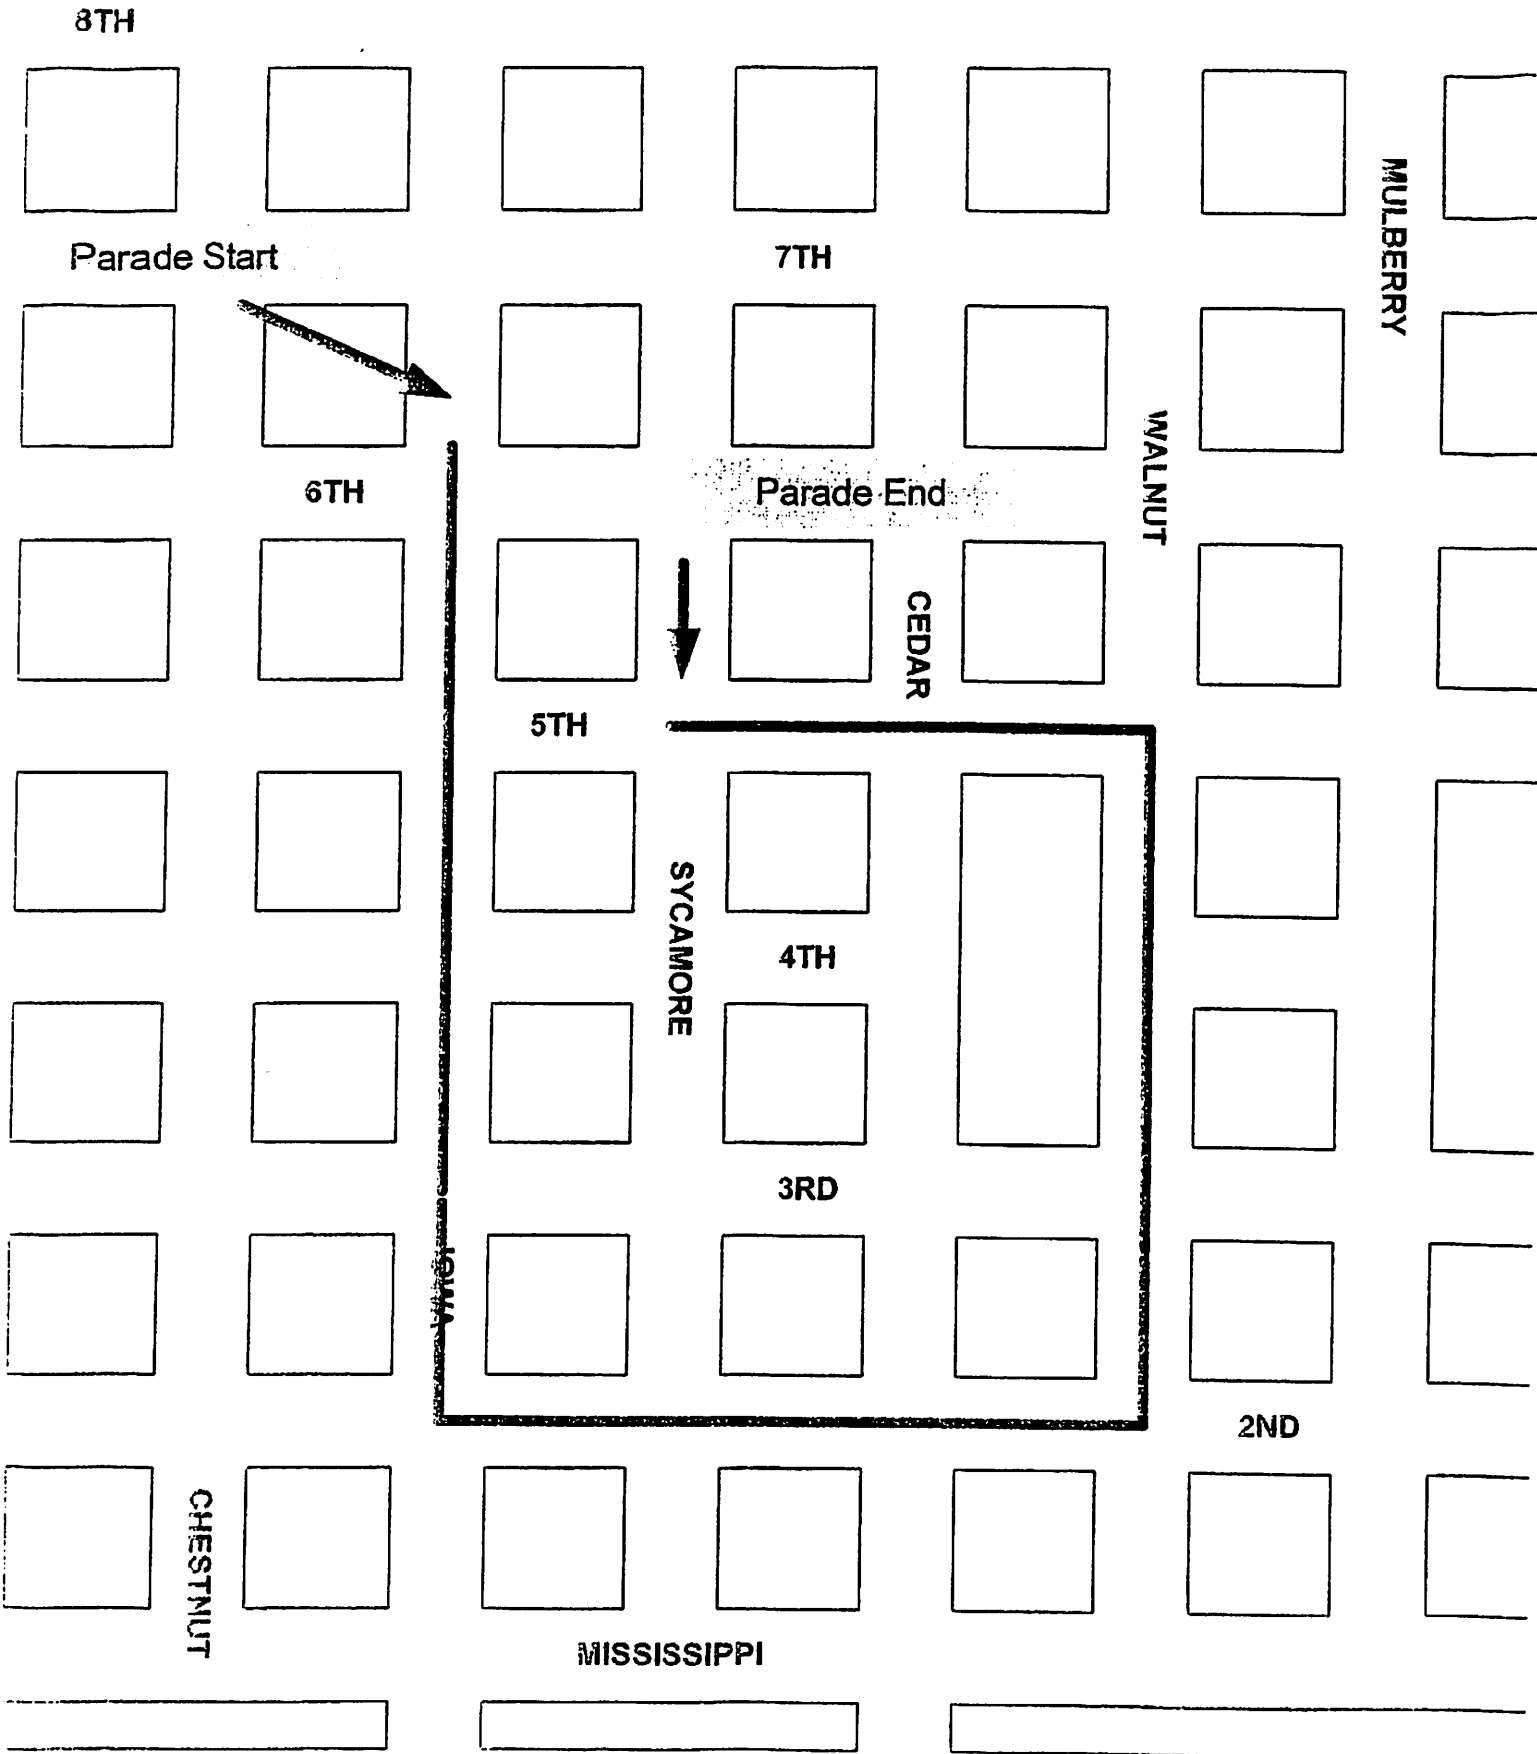 8TH
MULBERRY
Parade Start
7TH
WALNUT
6TH
Parade End
CEDAR
5TH
SYCAMORE
4TH
3RD
IOWA
2ND
CHESTNUT
MISSISSIPPI